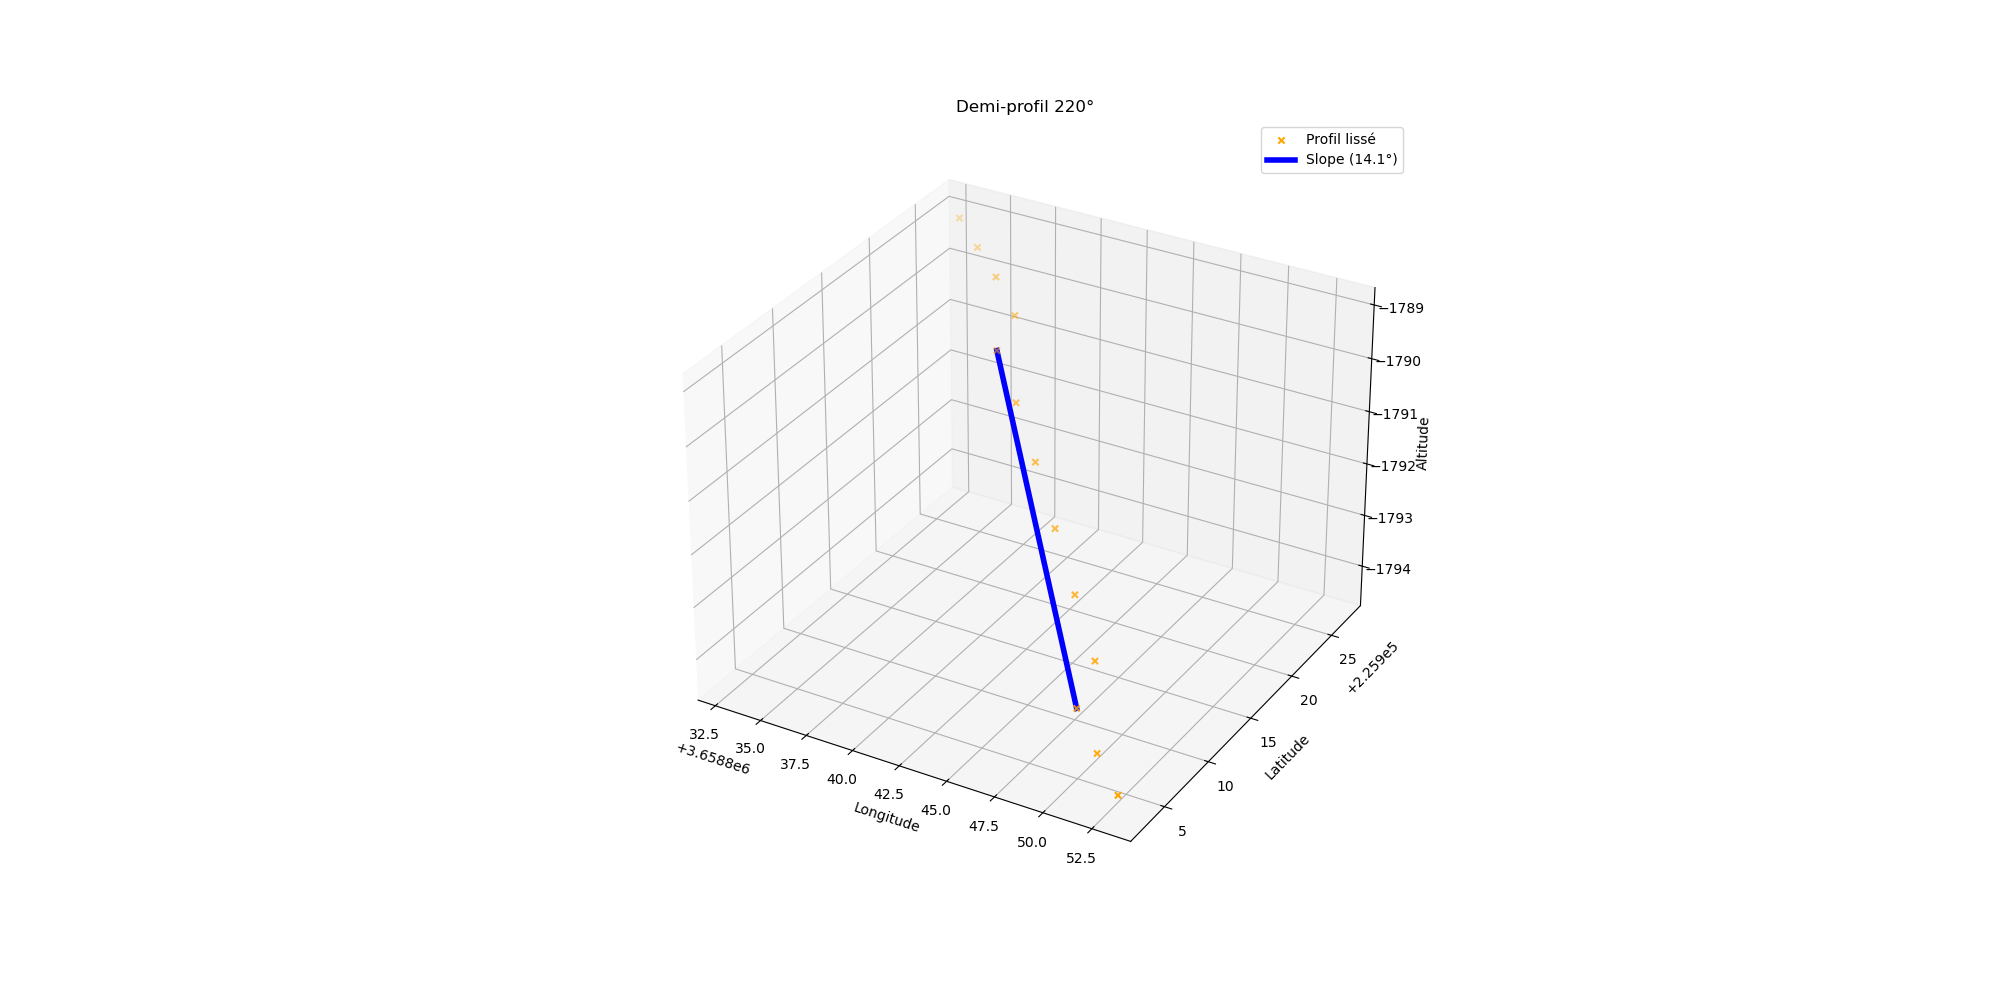 Demi-profil 220°
Profil lissé
Slope (14.1°)
−1789
−1790
−1791
−1792
−1793
−1794
Altitude
32.5
35.0
37.5
40.0
42.5
45.0
47.5
50.0
52.5
+3.6588e6
Longitude
5
10
15
20
25
+2.259e5
Latitude